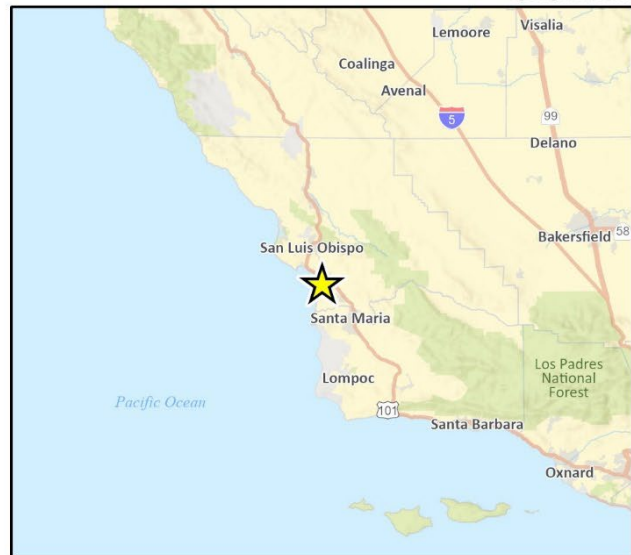 Visalia
Lemoore
Coalinga
Avenal
5
99
Delano
Bakersfield
58
San Luis Obispo
Santa Maria
Los Padres
National
Forest
Lompoc
Pacific Ocean
101
Santa Barbara
Oxnard